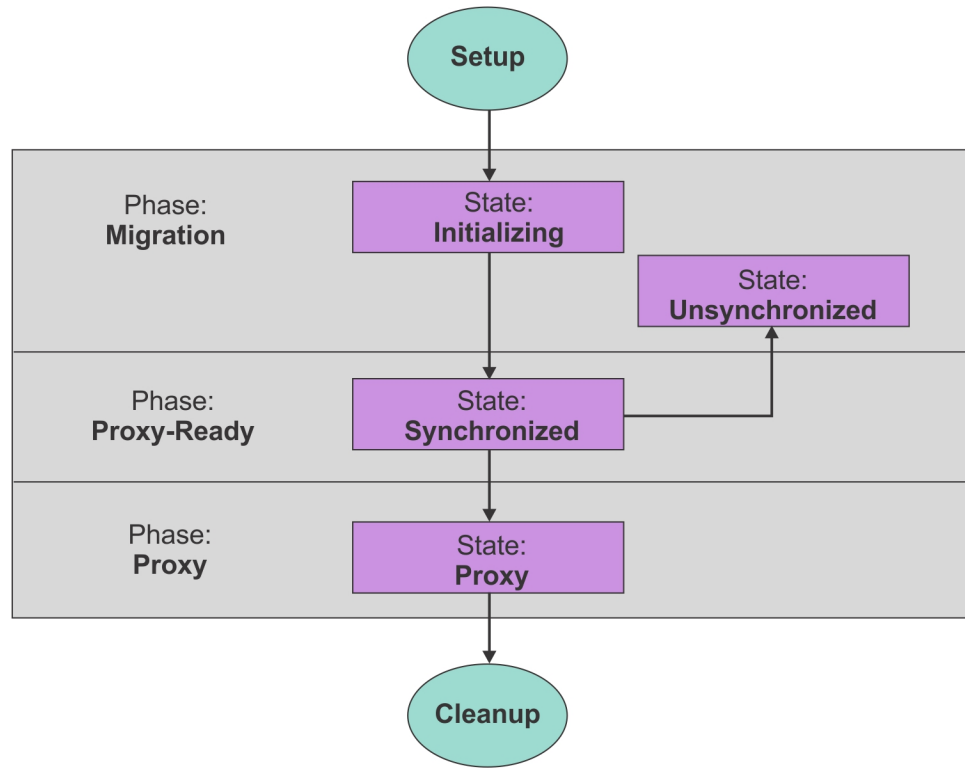 Setup
Phase:
Migration
State:
Initializing
State:
Unsynchronized
Phase:
Proxy-Ready
State:
Synchronized
Phase:
Proxy
State:
Proxy
Cleanup